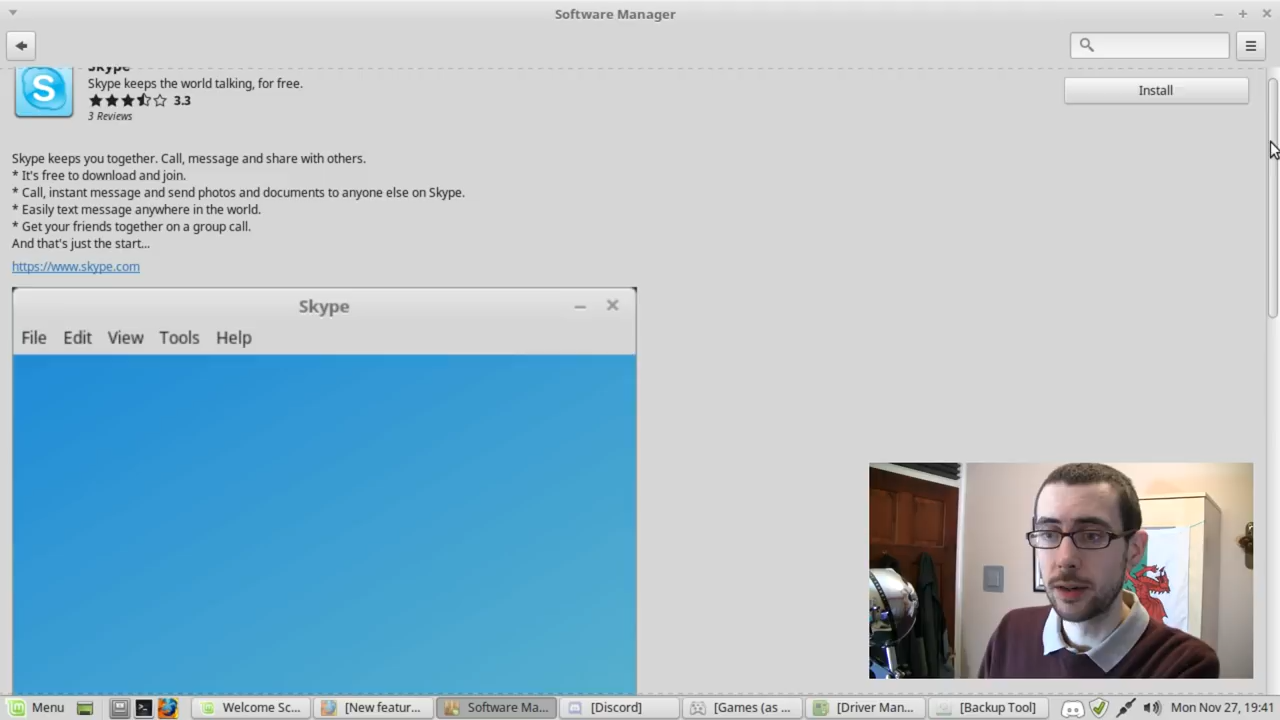 Software Manager
Skype
Skype keeps the world talking, for free.
3.3
3 Reviews
Install
Skype keeps you together. Call, message and share with others.
* It's free to download and join.
* Call, instant message and send photos and documents to anyone else on Skype.
* Easily text message anywhere in the world.
* Get your friends together on a group call.
And that's just the start...
https://www.skype.com
Skype
File Edit View Tools Help
Menu Welcome Sc... [New featur... Software Ma... [Discord] [Games (as ... [Driver Man... [Backup Tool] Mon Nov 27, 19:41